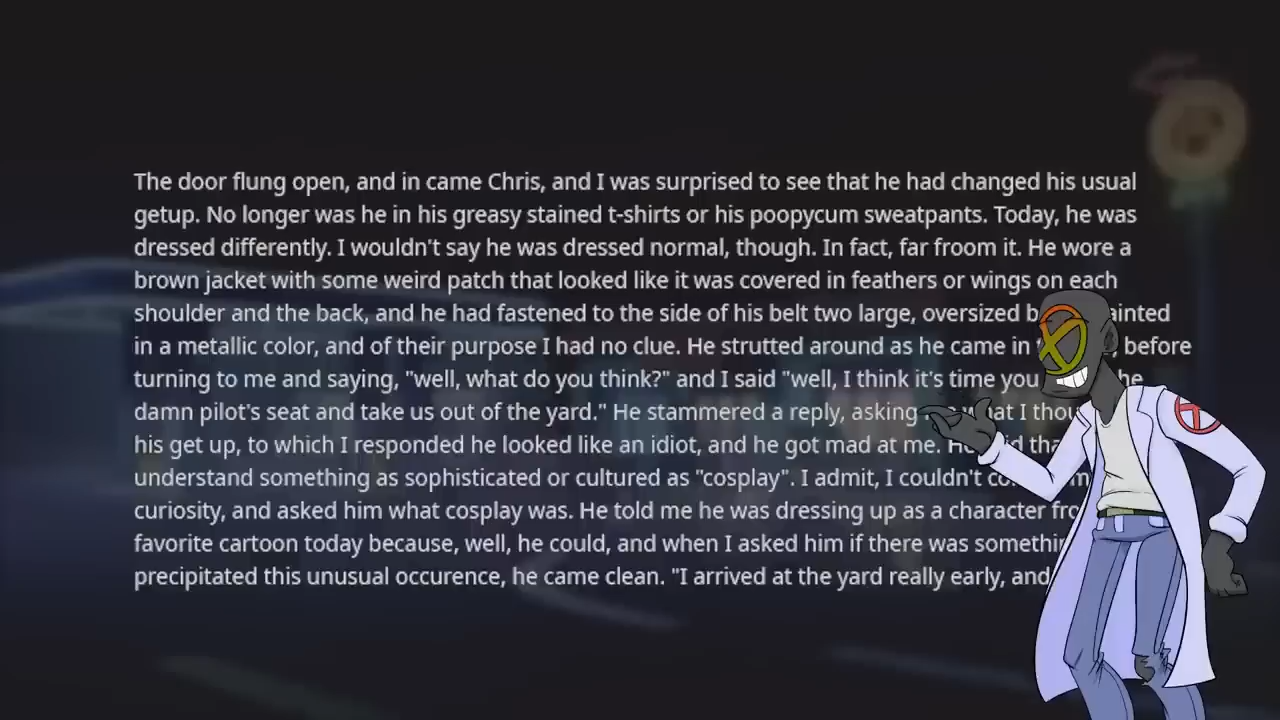 The door flung open, and in came Chris, and I was surprised to see that he had changed his usual
getup. No longer was he in his greasy stained t-shirts or his poopycum sweatpants. Today, he was
dressed differently. I wouldn't say he was dressed normal, though. In fact, far froom it. He wore a
brown jacket with some weird patch that looked like it was covered in feathers or wings on each
shoulder and the back, and he had fastened to the side of his belt two large, oversized
in a metallic color, and of their purpose I had no clue. He strutted around as he came in before
turning to me and saying, "well, what do you think?" and I said "well, I think it's time you
damn pilot's seat and take us out of the yard." He stammered a reply, asking I
his get up, to which I responded he looked like an idiot, and he got mad at me.
understand something as sophisticated or cultured as "cosplay". I admit, I couldn't
curiosity, and asked him what cosplay was. He told me he was dressing up as a character
favorite cartoon today because, well, he could, and when I asked him if there was
precipitated this unusual occurence, he came clean. "I arrived at the yard really early, and